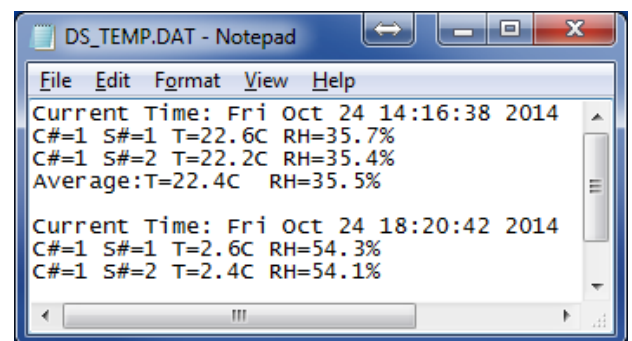 DS_TEMP.DAT - Notepad
File Edit Format View Help
Current Time: Fri Oct 24 14:16:38 2014
C#=1 S#=1 T=22.6C RH=35.7%
C#=1 S#=2 T=22.2C RH=35.4%
Average:T=22.4C  RH=35.5%

Current Time: Fri Oct 24 18:20:42 2014
C#=1 S#=1 T=2.6C RH=54.3%
C#=1 S#=2 T=2.4C RH=54.1%